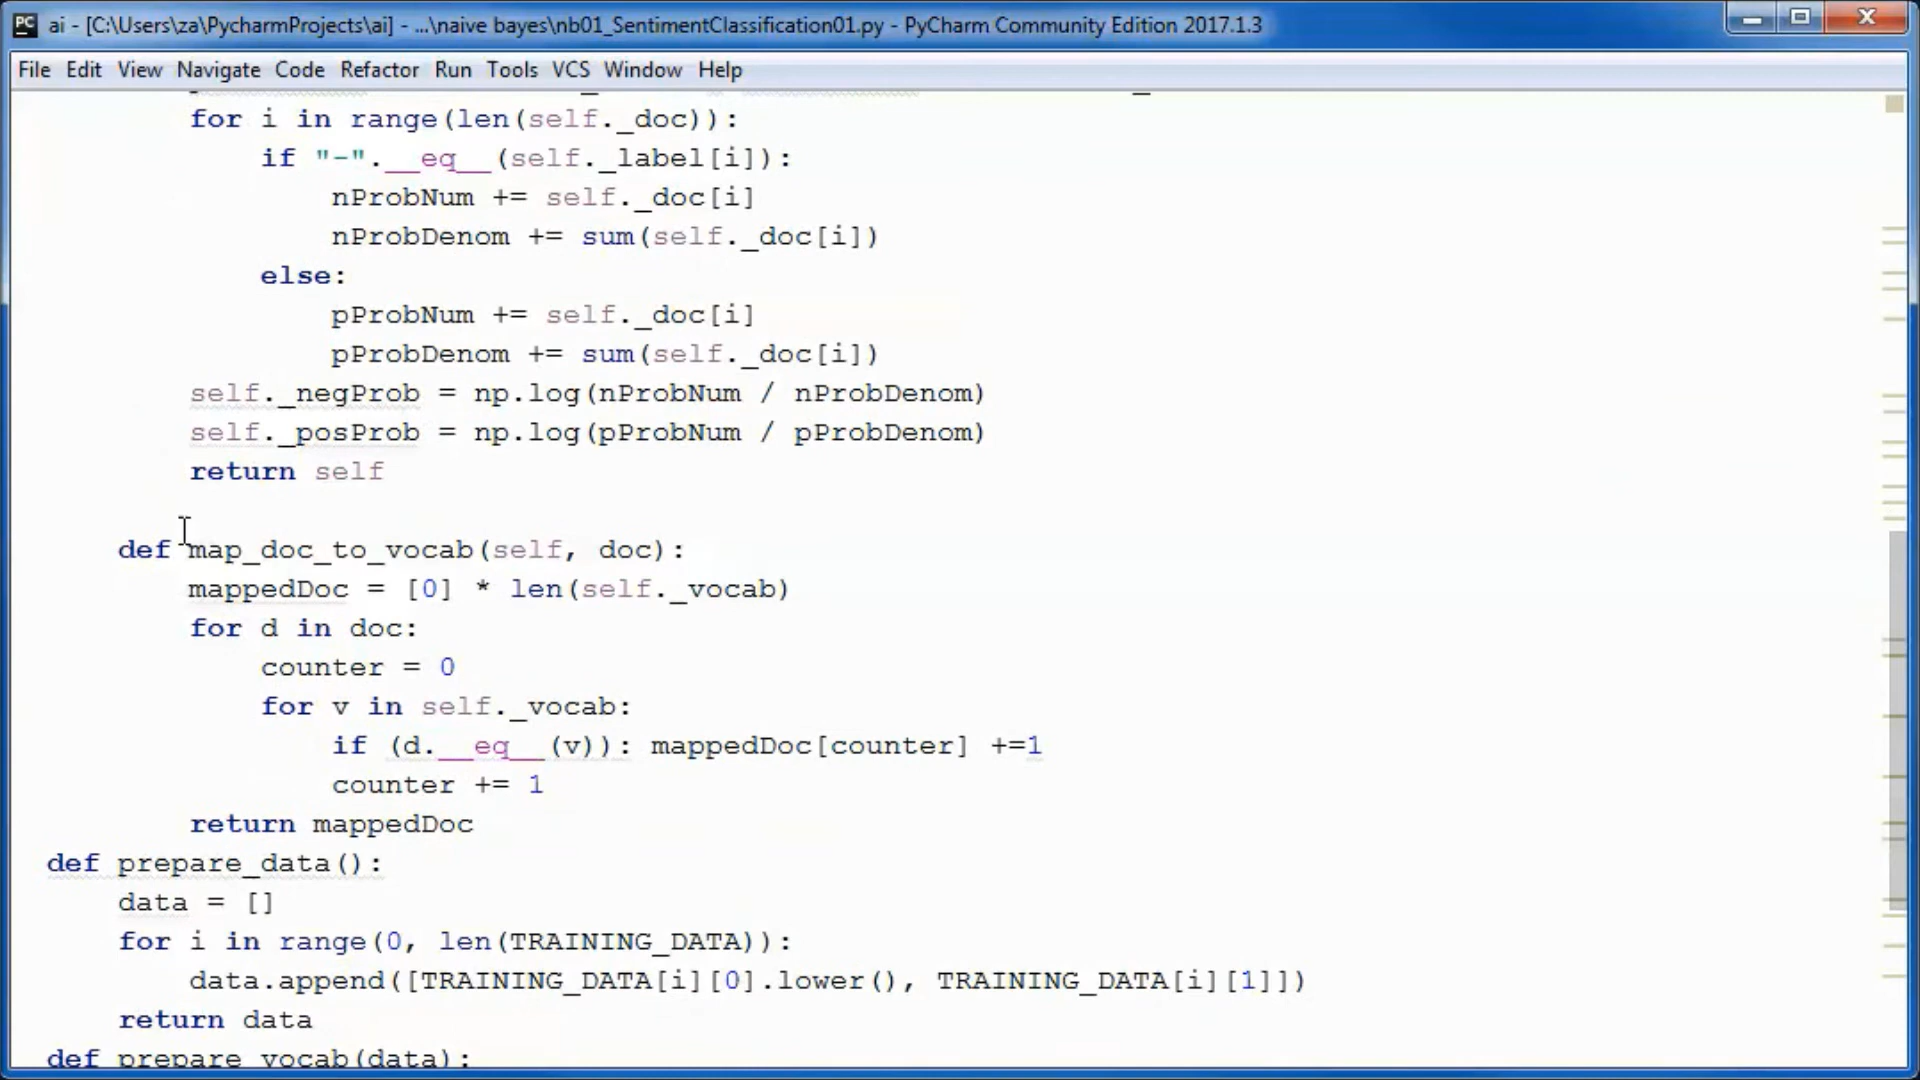 ai - [C:\Users\za\PycharmProjects\ai] - ...\naive bayes\nb01_SentimentClassification01.py - PyCharm Community Edition 2017.1.3
File Edit View Navigate Code Refactor Run Tools VCS Window Help
for i in range(len(self._doc)):
if "-".__eq__(self._label[i]):
nProbNum += self._doc[i]
nProbDenom += sum(self._doc[i])
else:
pProbNum += self._doc[i]
pProbDenom += sum(self._doc[i])
self._negProb = np.log(nProbNum / nProbDenom)
self._posProb = np.log(pProbNum / pProbDenom)
return self
def map_doc_to_vocab(self, doc):
mappedDoc = [0] * len(self._vocab)
for d in doc:
counter = 0
for v in self._vocab:
if (d.__eq__(v)): mappedDoc[counter] +=1
counter += 1
return mappedDoc
def prepare_data():
data = []
for i in range(0, len(TRAINING_DATA)):
data.append([TRAINING_DATA[i][0].lower(), TRAINING_DATA[i][1]])
return data
def prepare_vocab(data):